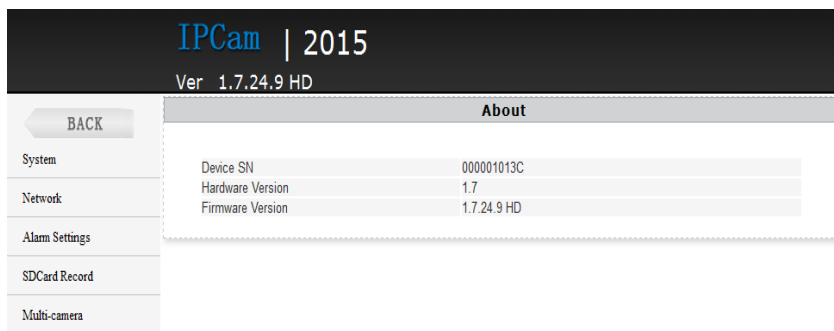 IPCam | 2015
Ver 1.7.24.9 HD
BACK
System
Network
Alarm Settings
SDCard Record
Multi-camera
About
Device SN 000001013C
Hardware Version 1.7
Firmware Version 1.7.24.9 HD